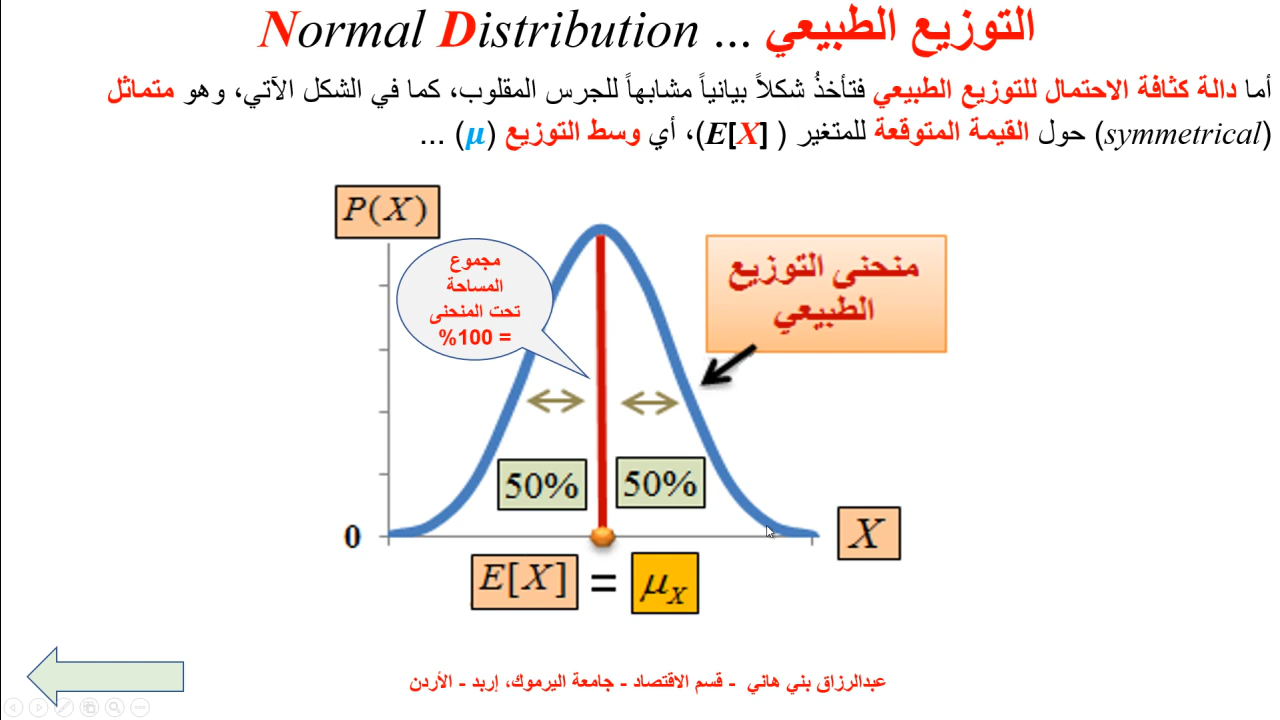 التوزيع الطبيعي ... Normal Distribution
أما دالة كثافة الاحتمال للتوزيع الطبيعي فتأخذُ شكلاً بيانياً مشابهاً للجرس المقلوب، كما في الشكل الآتي، وهو متماثل
(symmetrical) حول القيمة المتوقعة للمتغير ( E[X])، أي وسط التوزيع (μ) ...
P(X)
مجموع
المساحة
تحت المنحنى
= 100%
منحنى التوزيع
الطبيعي
50%
50%
0
X
E[X] = μX
عبدالرزاق بني هاني - قسم الاقتصاد - جامعة اليرموك، إربد - الأردن